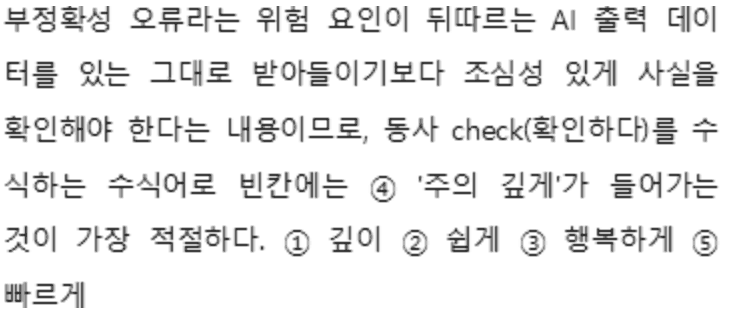 부정확성 오류라는 위험 요인이 뒤따르는 AI 출력 데이
터를 있는 그대로 받아들이기보다 조심성 있게 사실을
확인해야 한다는 내용이므로, 동사 check(확인하다)를 수
식하는 수식어로 빈칸에는 ④ '주의 깊게'가 들어가는
것이 가장 적절하다. ① 깊이 ② 쉽게 ③ 행복하게 ⑤
빠르게